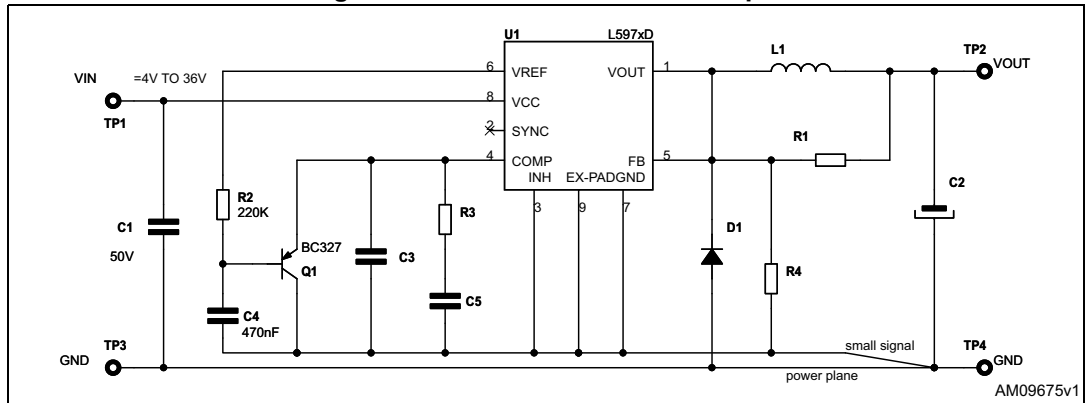 U1
L597xD
L1
TP2
VIN
=4V TO 36V
6
VREF
VOUT
1
VOUT
8
VCC
TP1
2
SYNC
R1
4
COMP
FB
5
INH
EX-PAD
GND
C2
R2
220K
3
9
7
R3
D1
C1
50V
BC327
Q1
C3
R4
C5
C4
470nF
TP3
small signal
TP4
GND
GND
power plane
AM09675v1